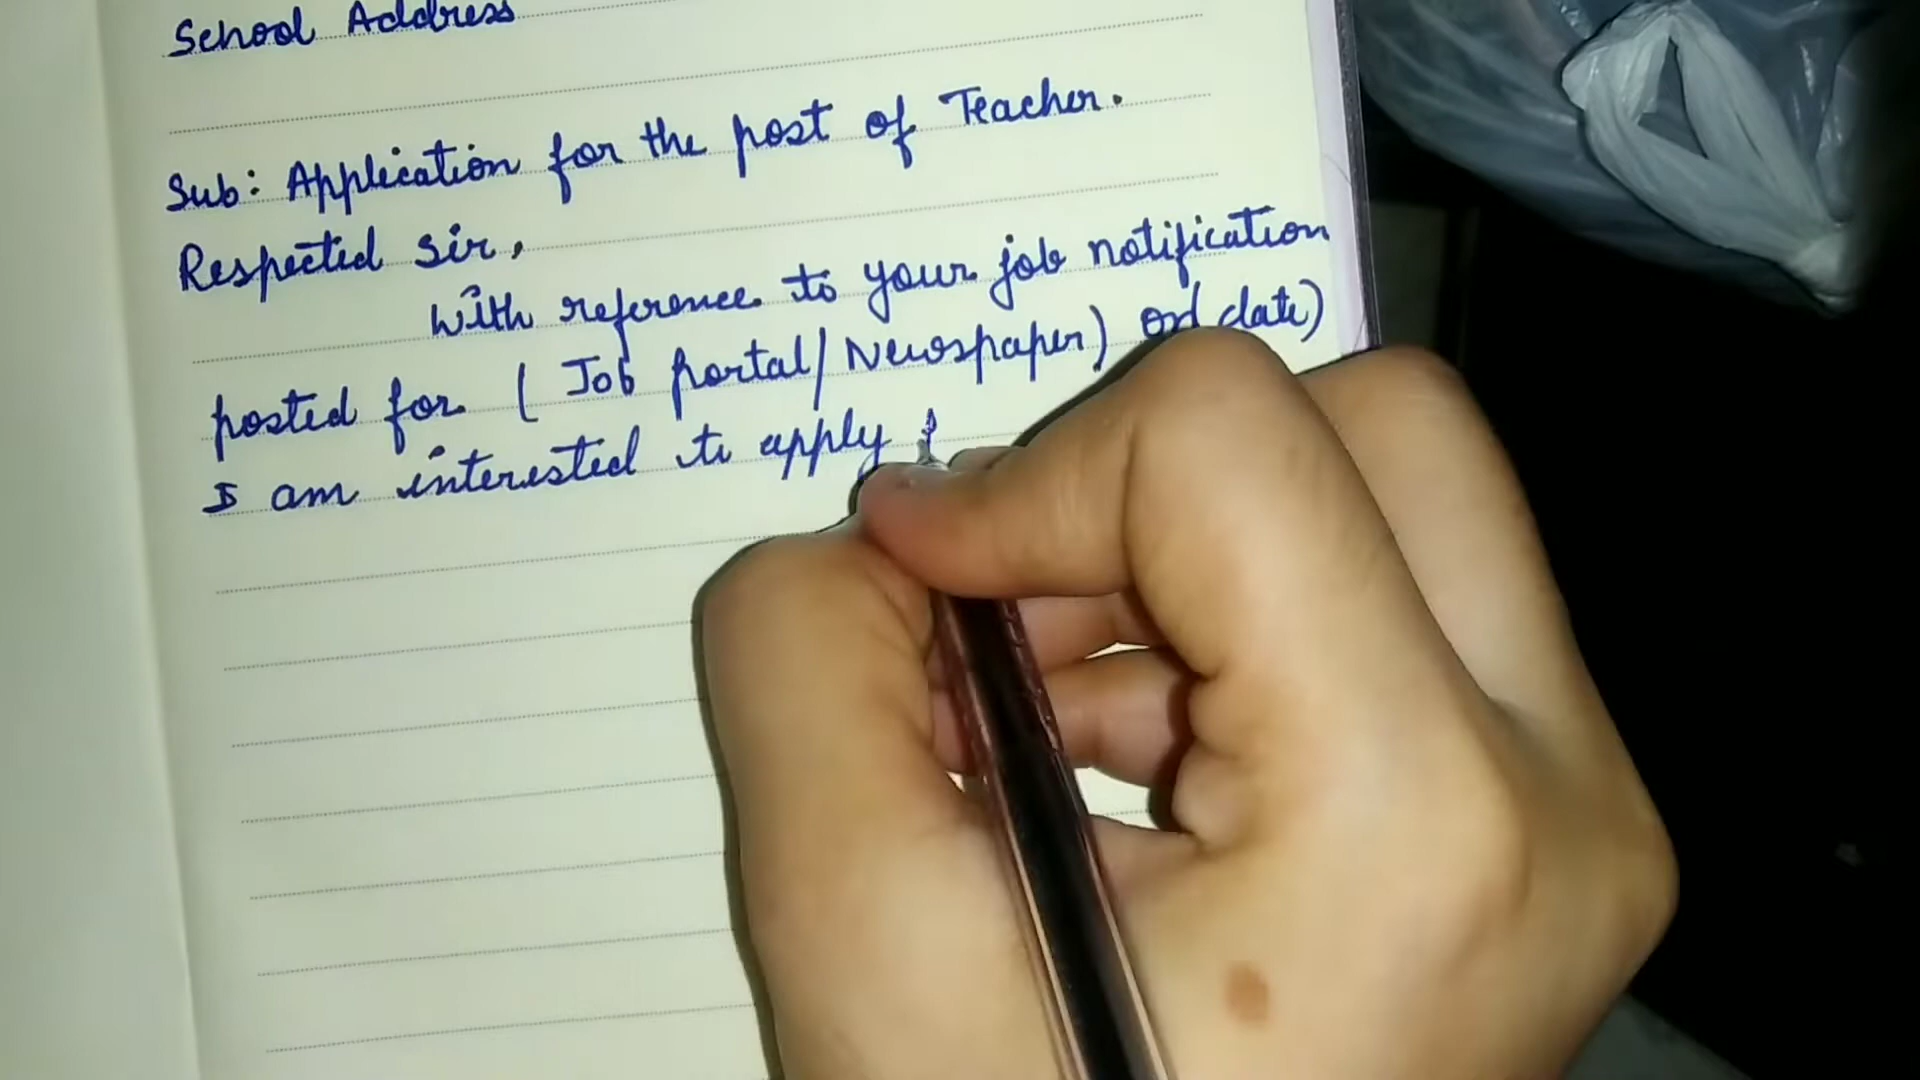 School Address
Sub: Application for the post of Teacher.
Respected Sir,
With reference to your job notification
posted for ( Job portal/Newspaper) on date)
I am interested to apply